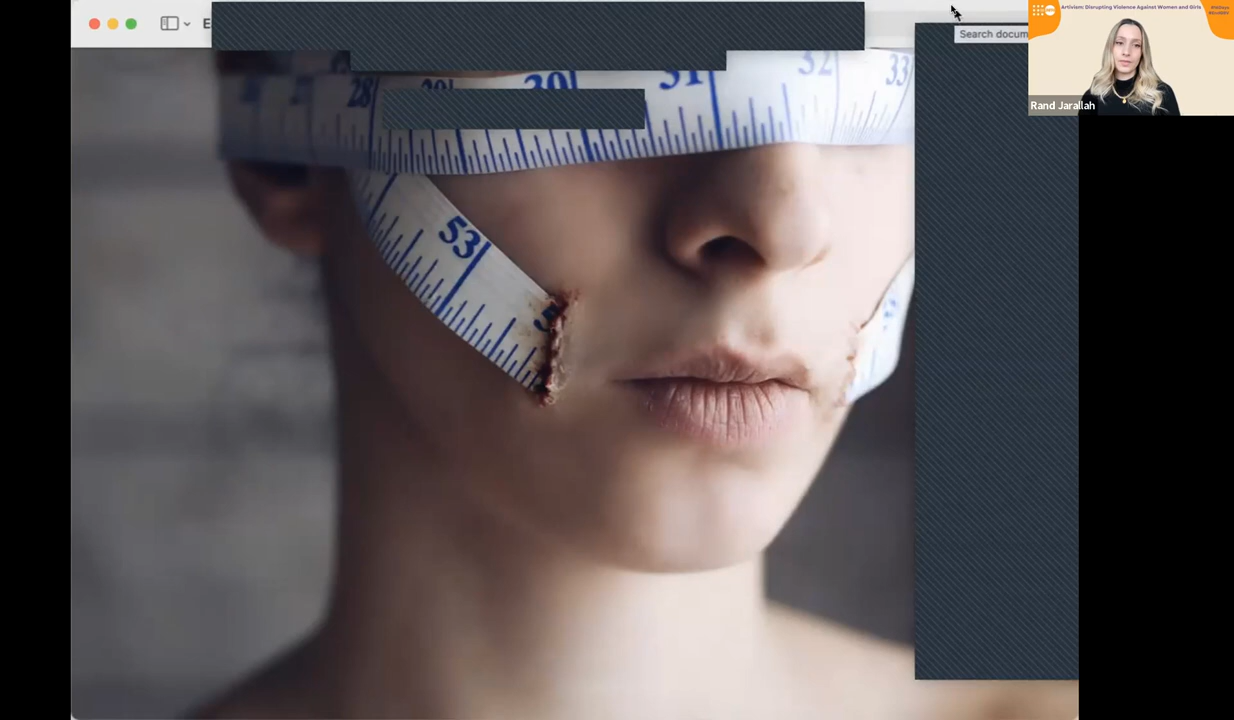 E
Search docum
Artivism: Disrupting Violence Against Women and Girls
Rand Jarallah
28
29
30
31
32
33
53